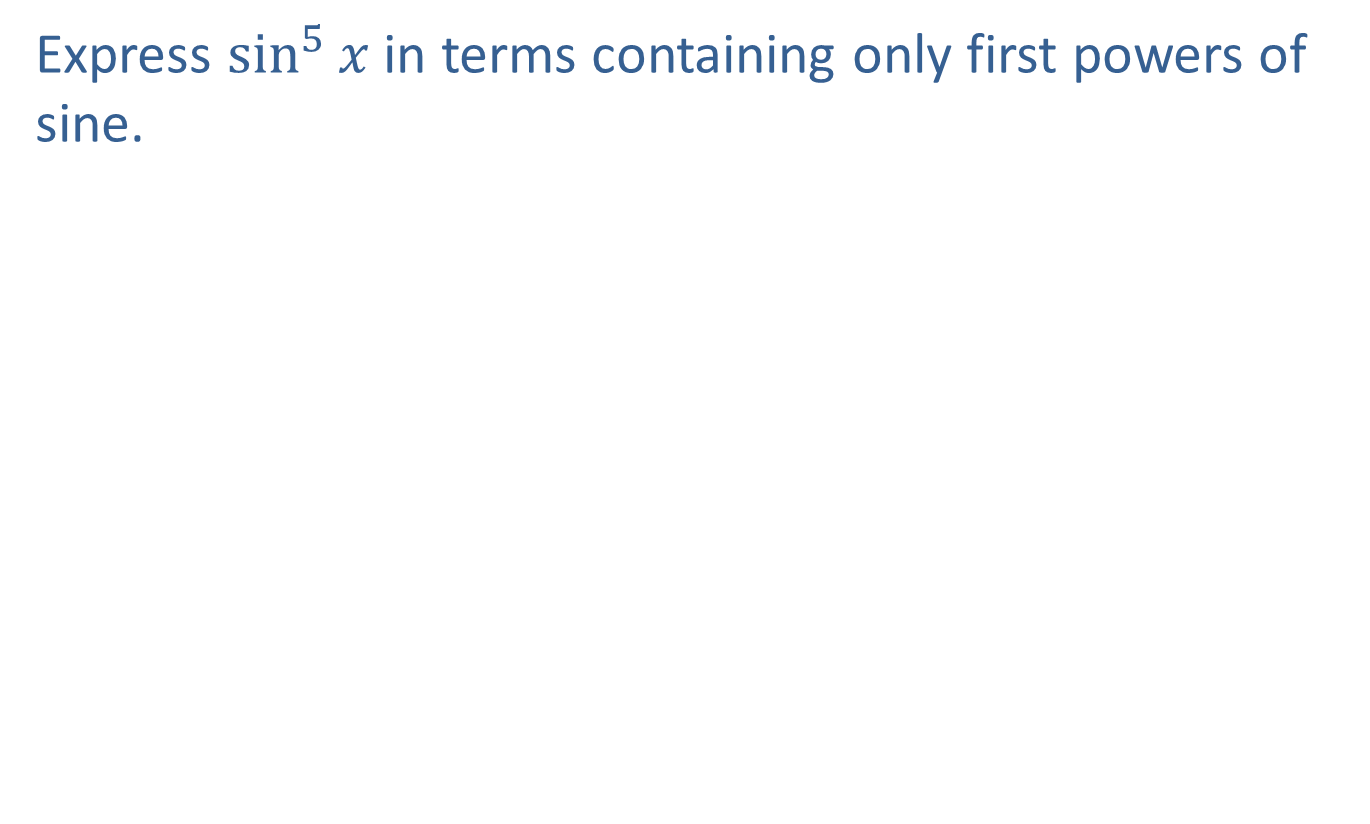 Express sin⁵ x in terms containing only first powers of
sine.